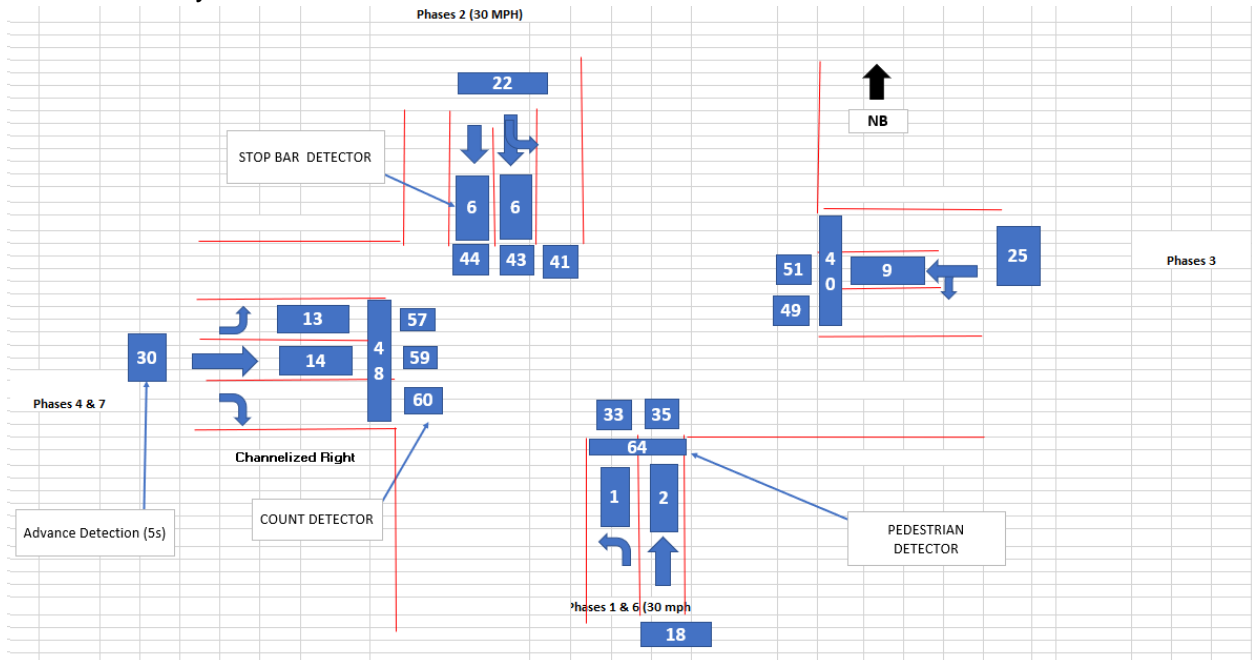 Phases 2 (30 MPH)
22
NB
STOP BAR DETECTOR
6 6
44 43 41
51
4
0
9
25
Phases 3
49
13
57
30
14
4
8
59
60
Phases 4 & 7
33 35
64
Channelized Right
1 2
Advance Detection (5s)
COUNT DETECTOR
PEDESTRIAN
DETECTOR
Phases 1 & 6 (30 mph
18